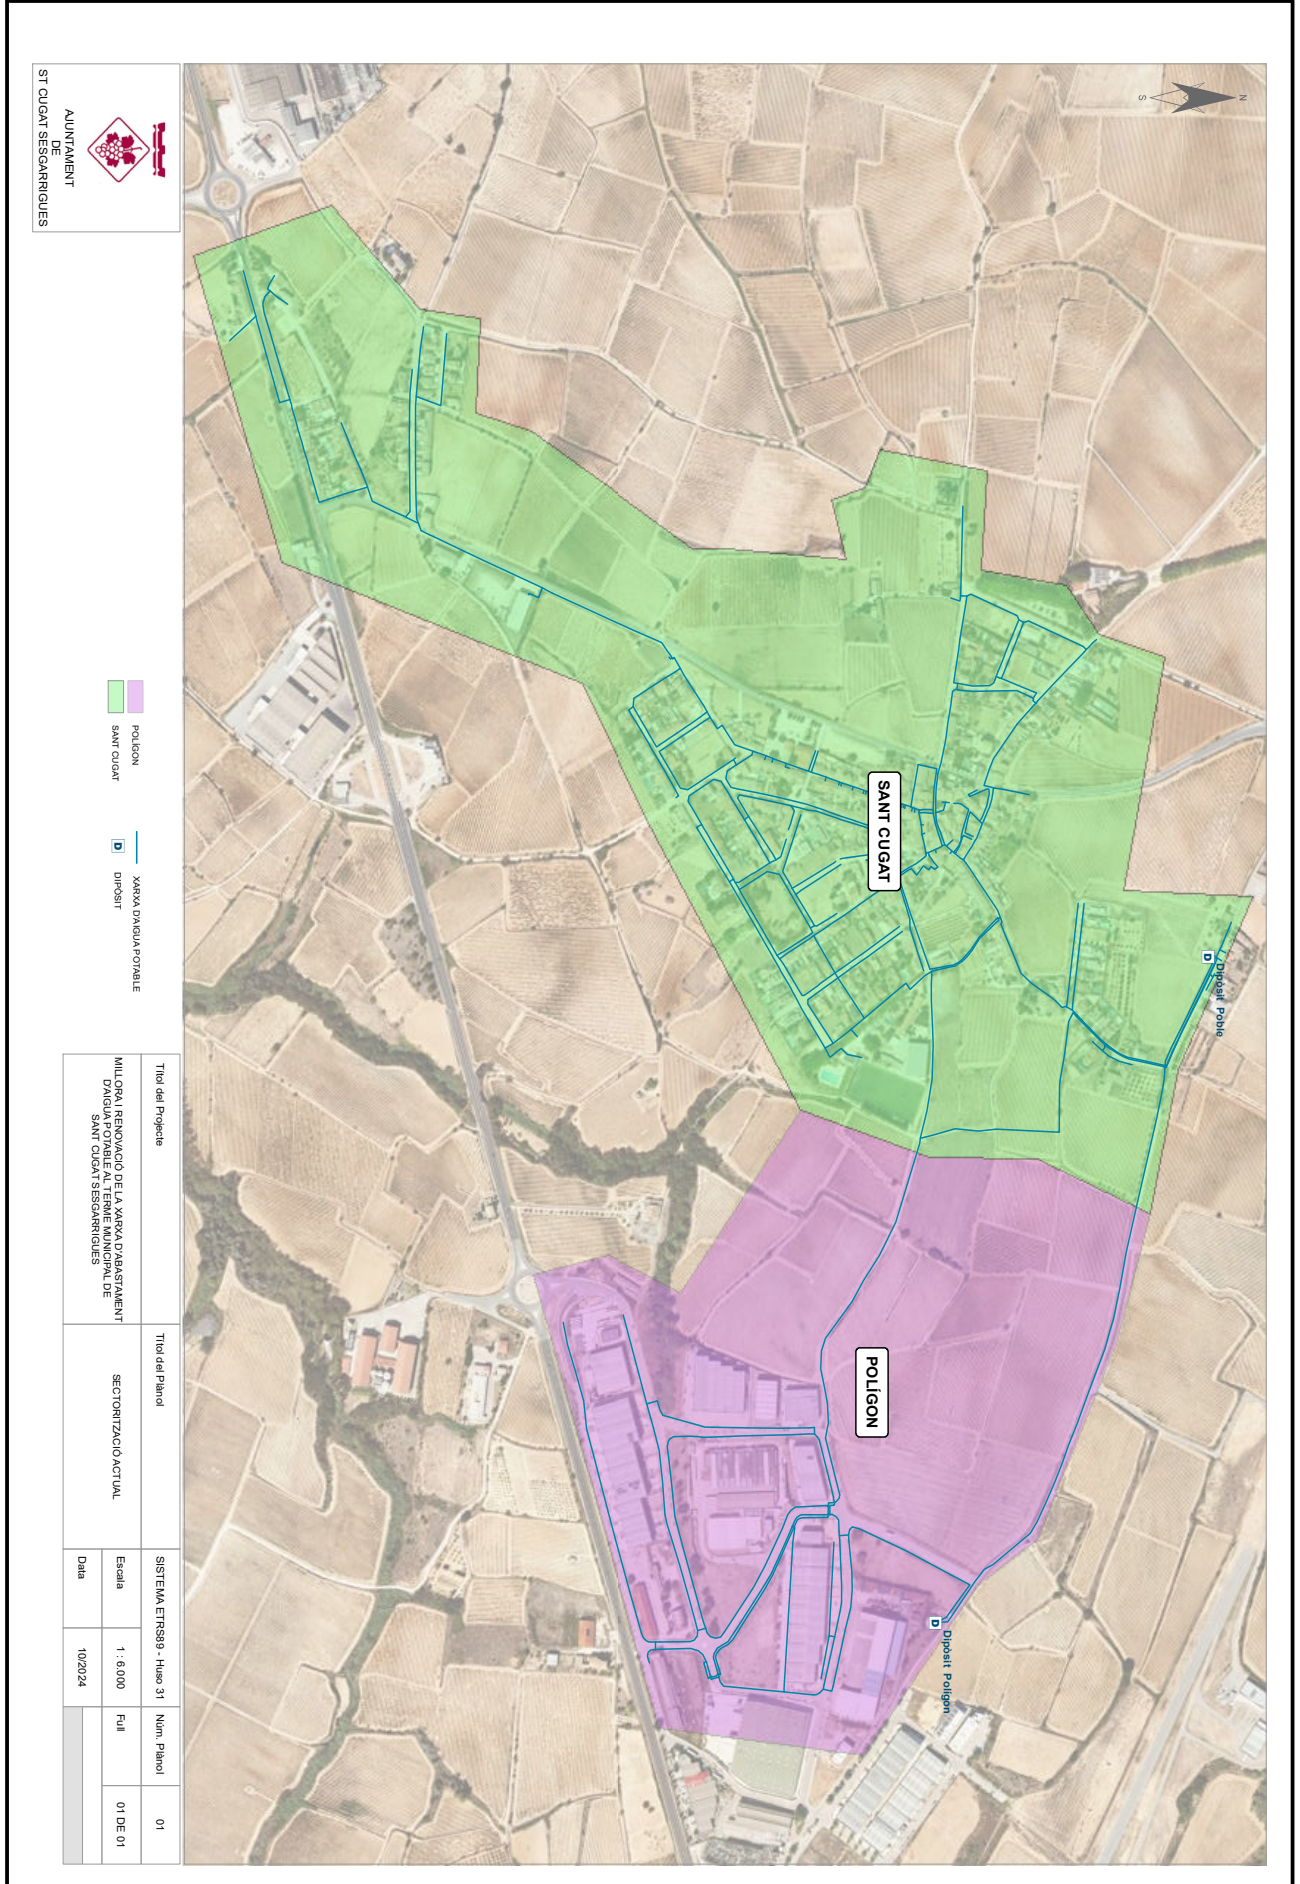 N
S
SANT CUGAT
POLÍGON
Dipòsit Poble
D
Dipòsit Polígon
D
AJUNTAMENT
DE
ST CUGAT SESGARRIGUES
POLÍGON
SANT CUGAT
XARXA D'AIGUA POTABLE
D
DIPÒSIT
Títol del Projecte
MILLORA I RENOVACIÓ DE LA XARXA D'ABASTAMENT
D'AIGUA POTABLE AL TERME MUNICIPAL DE
SANT CUGAT SESGARRIGUES
Títol del Plànol
SECTORITZACIÓ ACTUAL
SISTEMA ETRS89 - Huso 31
Núm. Plànol
01
Escala
1 : 6.000
Full
01 DE 01
Data
10/2024